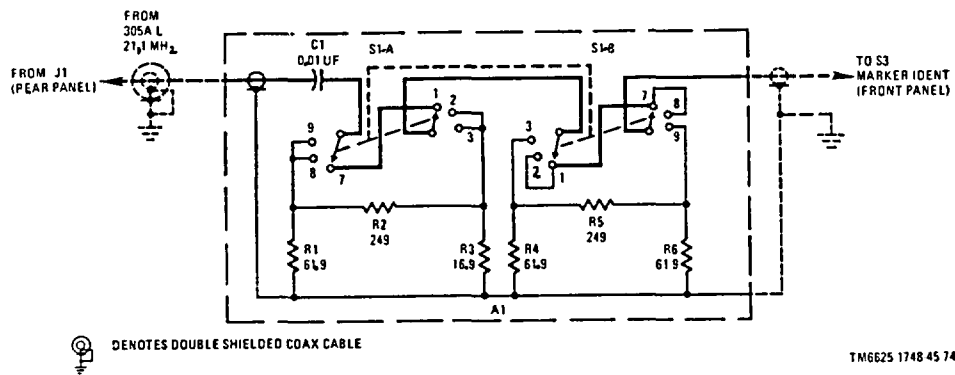 FROM
305A L
21,1 MHz
FROM J1
(PEAR PANEL)
C1
0.01 UF
S1-A
S1-B
TO S3
MARKER IDENT
(FRONT PANEL)
1
2
3
9
8
7
7
8
9
3
2
1
R2
249
R5
249
R1
61.9
R3
16.9
R4
61.9
R6
61 9
A1
DENOTES DOUBLE SHIELDED COAX CABLE
TM6625 1748 45 74